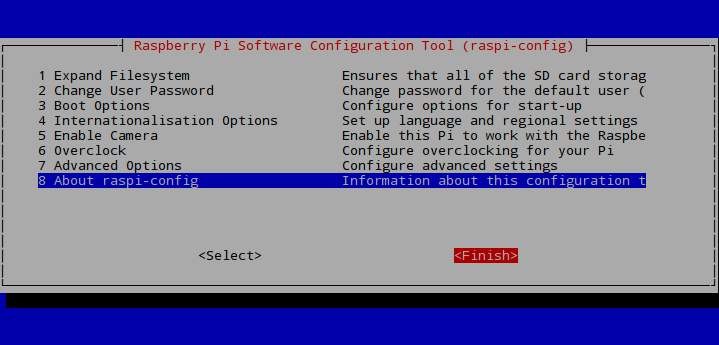 Raspberry Pi Software Configuration Tool (raspi-config)
1 Expand Filesystem Ensures that all of the SD card storag
2 Change User Password Change password for the default user (
3 Boot Options Configure options for start-up
4 Internationalisation Options Set up language and regional settings
5 Enable Camera Enable this Pi to work with the Raspbe
6 Overclock Configure overclocking for your Pi
7 Advanced Options Configure advanced settings
8 About raspi-config Information about this configuration t
<Select> <Finish>